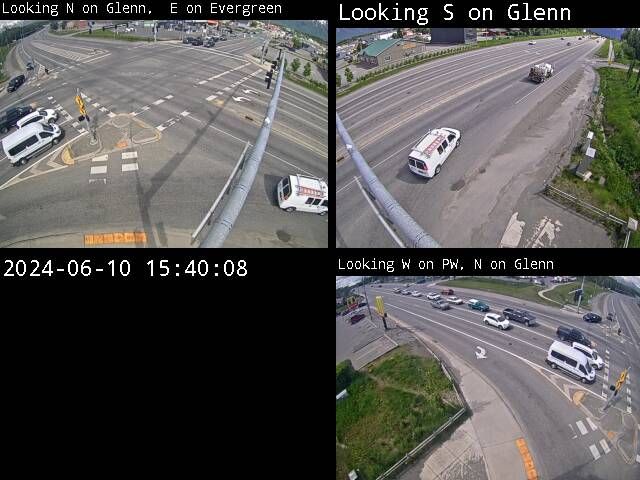 Looking N on Glenn,  E on Evergreen
Looking S on Glenn
2024-06-10 15:40:08
Looking W on PW, N on Glenn